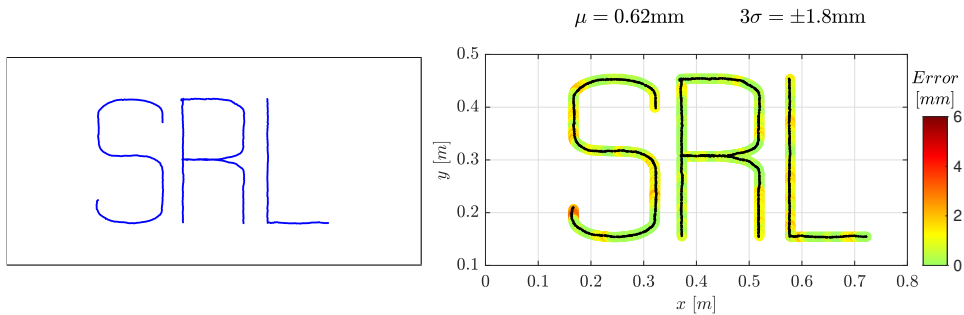 μ = 0.62mm 3σ = ±1.8mm
SRL
SRL
0.5
0.4
0.3
0.2
0.1
y [m]
0 0.1 0.2 0.3 0.4 0.5 0.6 0.7 0.8
x [m]
Error
[mm]
6
4
2
0